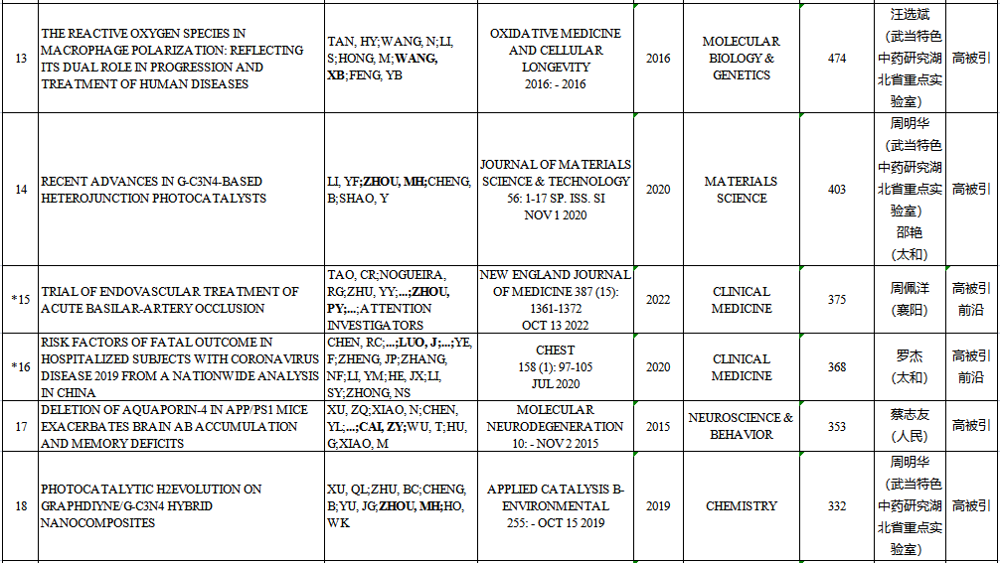 13
THE REACTIVE OXYGEN SPECIES IN
MACROPHAGE POLARIZATION: REFLECTING
ITS DUAL ROLE IN PROGRESSION AND
TREATMENT OF HUMAN DISEASES
TAN, HY;WANG, N;LI,
S;HONG, M;WANG,
XB;FENG, YB
OXIDATIVE MEDICINE
AND CELLULAR
LONGEVITY
2016: - 2016
2016
MOLECULAR
BIOLOGY &
GENETICS
474
汪选斌
（武当特色
中药研究湖
北省重点实
验室）
高被引
14
RECENT ADVANCES IN G-C3N4-BASED
HETEROJUNCTION PHOTOCATALYSTS
LI, YF;ZHOU, MH;CHENG,
B;SHAO, Y
JOURNAL OF MATERIALS
SCIENCE & TECHNOLOGY
56: 1-17 SP. ISS. SI
NOV 1 2020
2020
MATERIALS
SCIENCE
403
周明华
（武当特色
中药研究湖
北省重点实
验室）
邵艳
（太和）
高被引
*15
TRIAL OF ENDOVASCULAR TREATMENT OF
ACUTE BASILAR-ARTERY OCCLUSION
TAO, CR;NOGUEIRA,
RG;ZHU, YY;...;ZHOU,
PY;...;ATTENTION
INVESTIGATORS
NEW ENGLAND JOURNAL
OF MEDICINE 387 (15):
1361-1372
OCT 13 2022
2022
CLINICAL
MEDICINE
375
周佩洋
（襄阳）
高被引
前沿
*16
RISK FACTORS OF FATAL OUTCOME IN
HOSPITALIZED SUBJECTS WITH CORONAVIRUS
DISEASE 2019 FROM A NATIONWIDE ANALYSIS
IN CHINA
CHEN, RC;...;LUO, J;...;YE,
F;ZHENG, JP;ZHANG,
NF;LI, YM;HE, JX;LI,
SY;ZHONG, NS
CHEST
158 (1): 97-105
JUL 2020
2020
CLINICAL
MEDICINE
368
罗杰
（太和）
高被引
前沿
17
DELETION OF AQUAPORIN-4 IN APP/PS1 MICE
EXACERBATES BRAIN AB ACCUMULATION
AND MEMORY DEFICITS
XU, ZQ;XIAO, N;CHEN,
YL;...;CAI, ZY;WU, T;HU,
G;XIAO, M
MOLECULAR
NEURODEGENERATION
10: - NOV 2 2015
2015
NEUROSCIENCE &
BEHAVIOR
353
蔡志友
（人民）
高被引
18
PHOTOCATALYTIC H2EVOLUTION ON
GRAPHDIYNE/G-C3N4 HYBRID
NANOCOMPOSITES
XU, QL;ZHU, BC;CHENG,
B;YU, JG;ZHOU, MH;HO,
WK
APPLIED CATALYSIS B-
ENVIRONMENTAL
255: - OCT 15 2019
2019
CHEMISTRY
332
周明华
（武当特色
中药研究湖
北省重点实
验室）
高被引